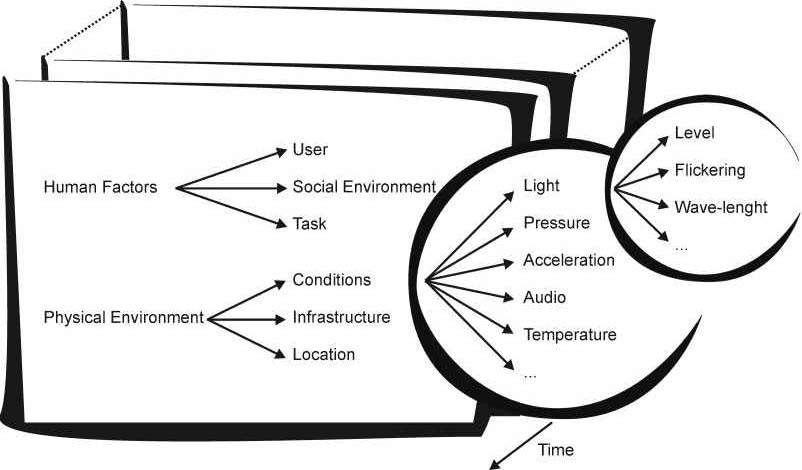 Human Factors
User
Social Environment
Task
Physical Environment
Conditions
Infrastructure
Location
Light
Pressure
Acceleration
Audio
Temperature
...
Level
Flickering
Wave-lenght
...
Time